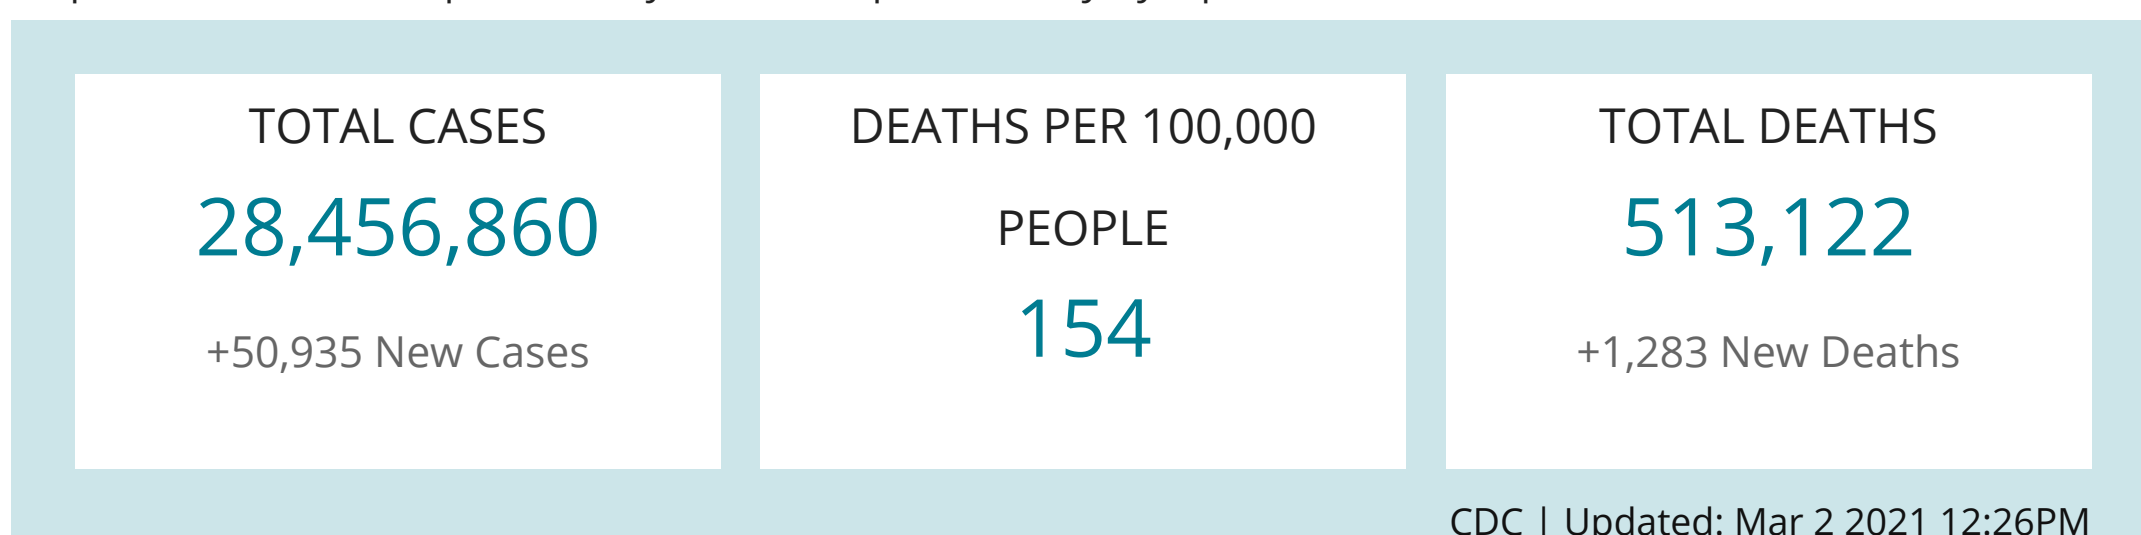 TOTAL CASES
28,456,860
+50,935 New Cases
DEATHS PER 100,000
PEOPLE
154
TOTAL DEATHS
513,122
+1,283 New Deaths
CDC | Updated: Mar 2 2021 12:26PM